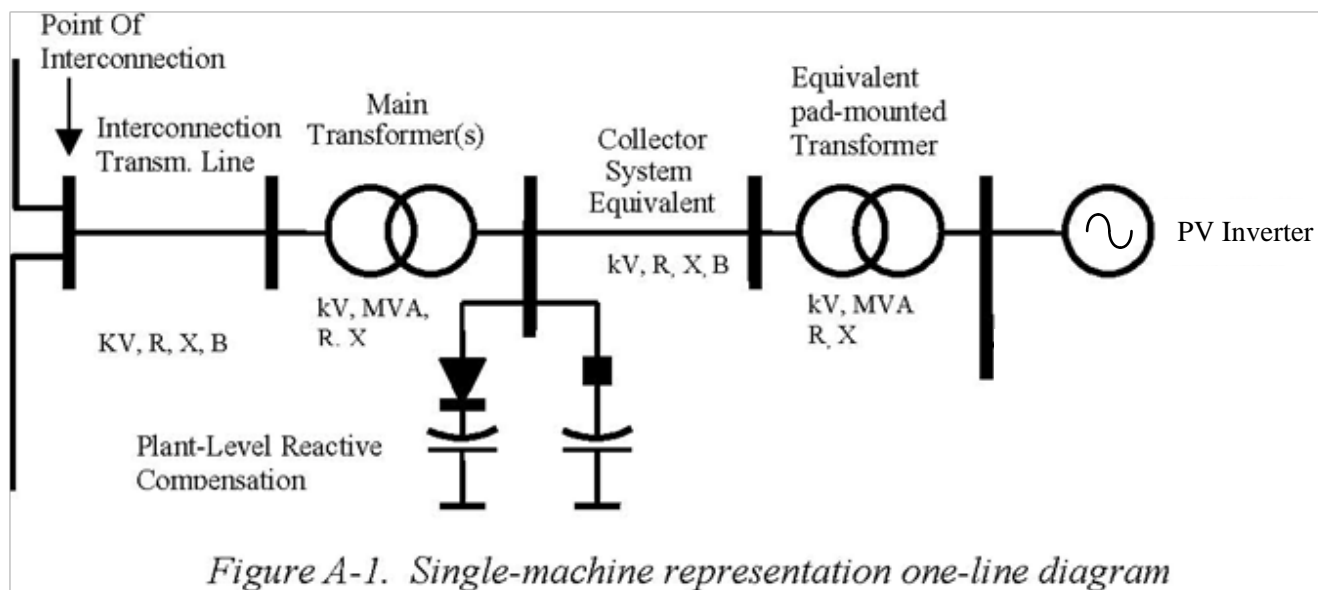 Point Of
Interconnection
Interconnection
Transm. Line
Main
Transformer(s)
Collector
System
Equivalent
Equivalent
pad-mounted
Transformer
PV Inverter
KV, R, X, B
kV, MVA,
R. X
kV, R, X, B
kV, MVA
R, X
Plant-Level Reactive
Compensation
Figure A-1. Single-machine representation one-line diagram